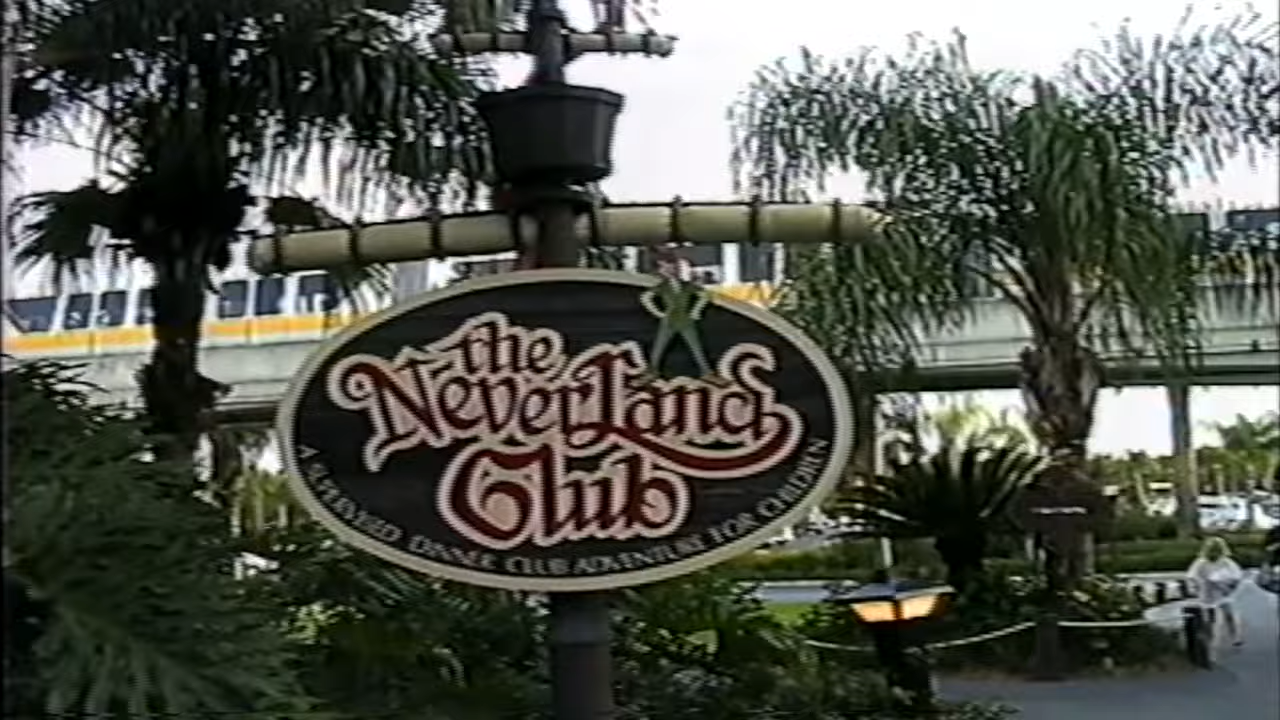 the
NeverLand
Club
A SUPERVISED DINNER CLUB/ADVENTURE FOR CHILDREN